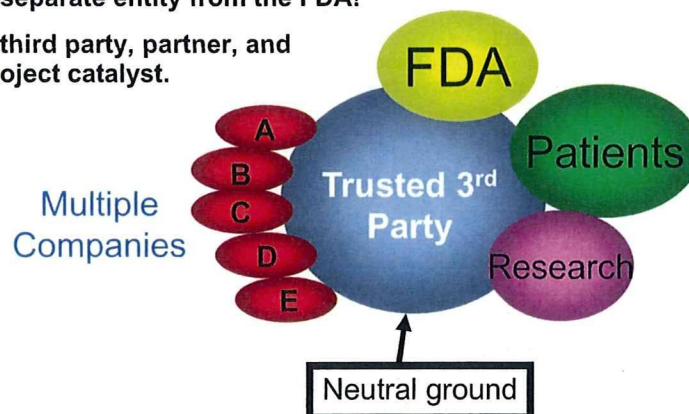 separate entity from the FDA!
third party, partner, and
oject catalyst.
FDA
A
B
C
D
E
Multiple
Companies
Trusted 3rd
Party
Patients
Research
Neutral ground